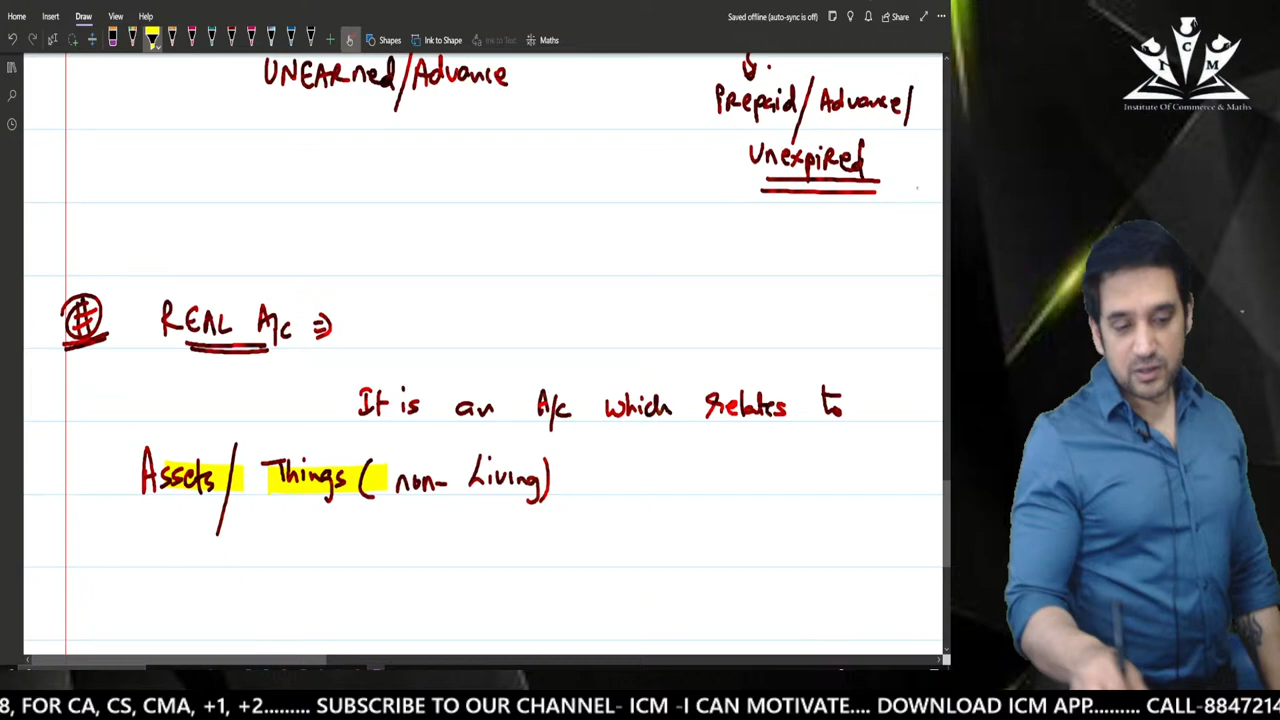 Home Insert Draw View Help
Saved offline (auto-sync is off) Share
Shapes Ink to Shape Ink to Text Maths
UNEARned/Advance
Prepaid/Advance/
Unexpired
# REAL A/c ⇒
It is an A/c which relates to
Assets/ Things ( non- Living)
I C M
Institute Of Commerce & Maths
8, FOR CA, CS, CMA, +1, +2......... SUBSCRIBE TO OUR CHANNEL- ICM -I CAN MOTIVATE.... DOWNLOAD ICM APP......... CALL-8847214